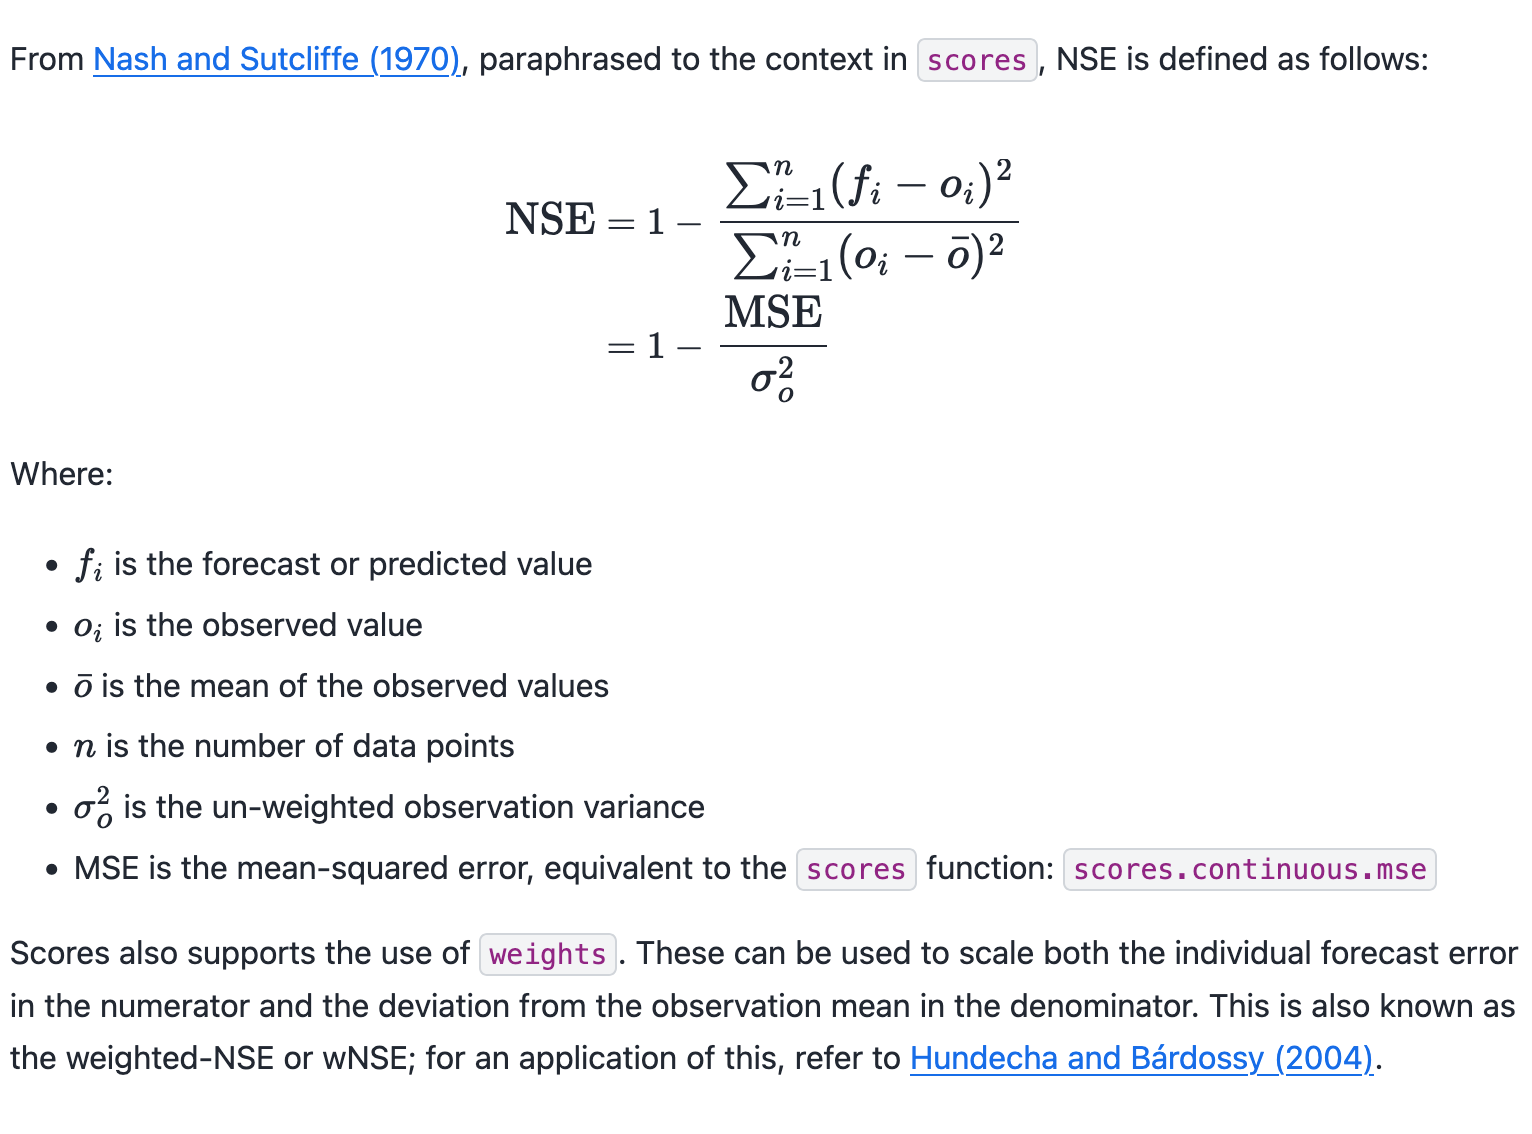 From Nash and Sutcliffe (1970), paraphrased to the context in scores, NSE is defined as follows:
NSE = 1 − \frac{\sum_{i=1}^{n}(f_i − o_i)^2}{\sum_{i=1}^{n}(o_i − \bar{o})^2}
= 1 − \frac{MSE}{\sigma_o^2}
Where:
• f_i is the forecast or predicted value
• o_i is the observed value
• \bar{o} is the mean of the observed values
• n is the number of data points
• \sigma_o^2 is the un-weighted observation variance
• MSE is the mean-squared error, equivalent to the scores function: scores.continuous.mse
Scores also supports the use of weights. These can be used to scale both the individual forecast error
in the numerator and the deviation from the observation mean in the denominator. This is also known as
the weighted-NSE or wNSE; for an application of this, refer to Hundecha and Bárdossy (2004).